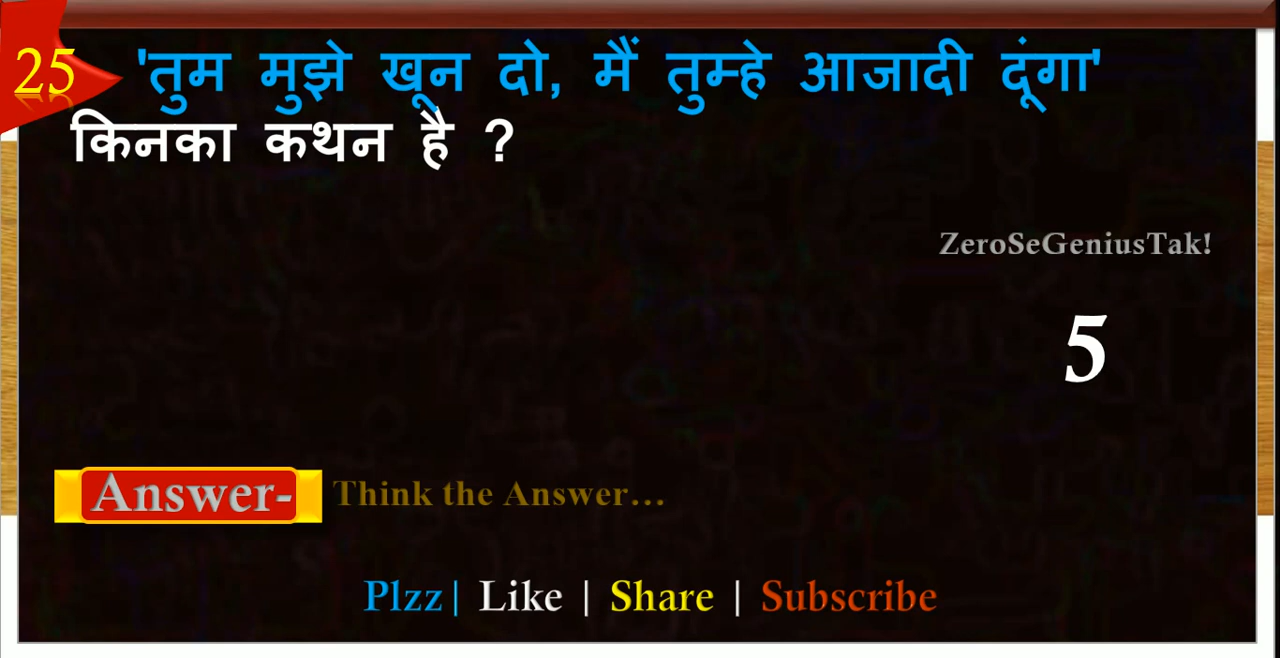 25 'तुम मुझे खून दो, मैं तुम्हे आजादी दूंगा'
किनका कथन है ?
ZeroSeGeniusTak!
5
Answer- Think the Answer...
Plzz| Like | Share | Subscribe